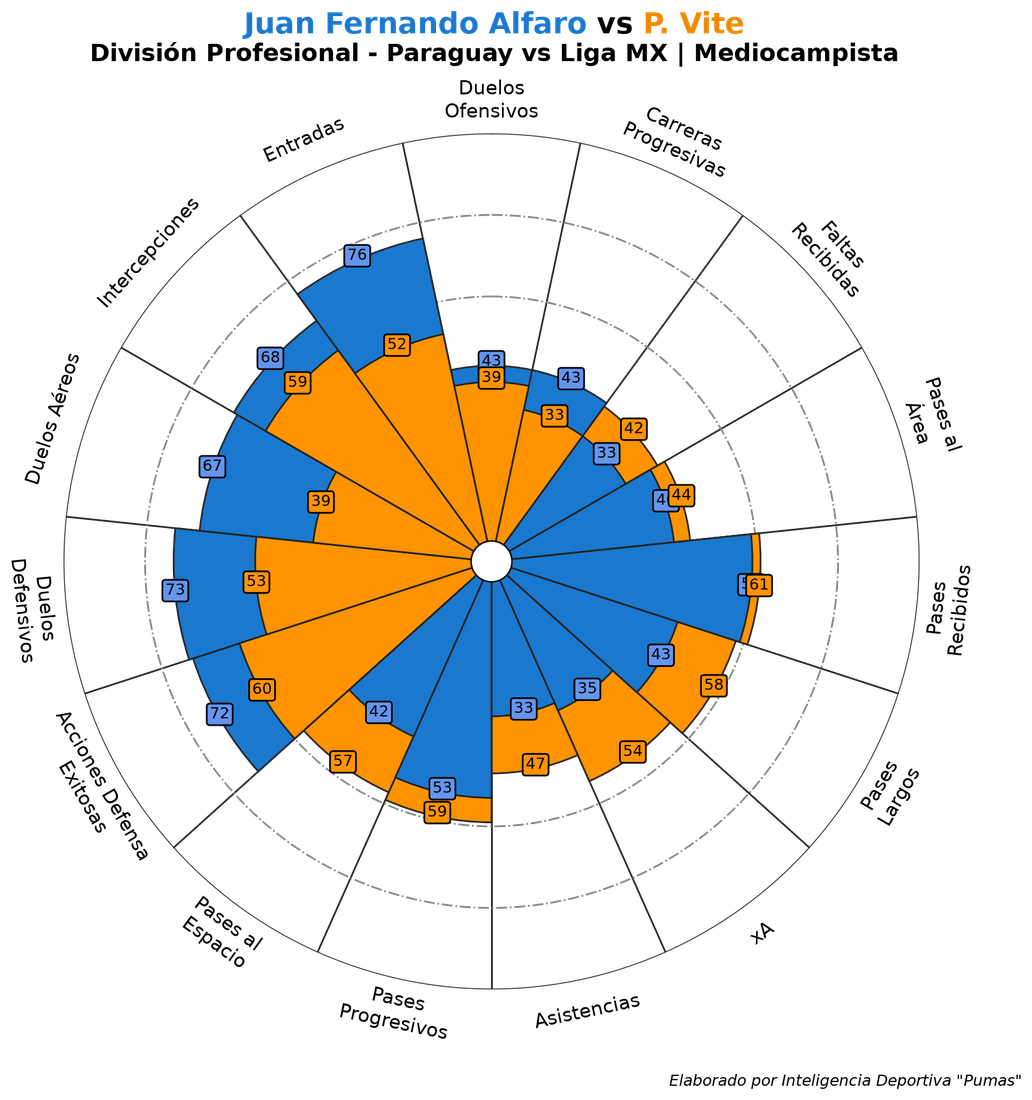 Juan Fernando Alfaro vs P. Vite
División Profesional - Paraguay vs Liga MX | Mediocampista
Duelos
Ofensivos
43
39
Carreras
Progresivas
43
33
Faltas
Recibidas
42
33
Pases al
Área
44
Pases
Recibidos
61
Pases
Largos
43
58
xA
35
54
Asistencias
33
47
Pases
Progresivos
53
59
Pases al
Espacio
42
57
Acciones Defensa
Exitosas
72
60
Duelos
Defensivos
73
53
Duelos Aéreos
67
39
Intercepciones
68
59
Entradas
76
52
Elaborado por Inteligencia Deportiva "Pumas"